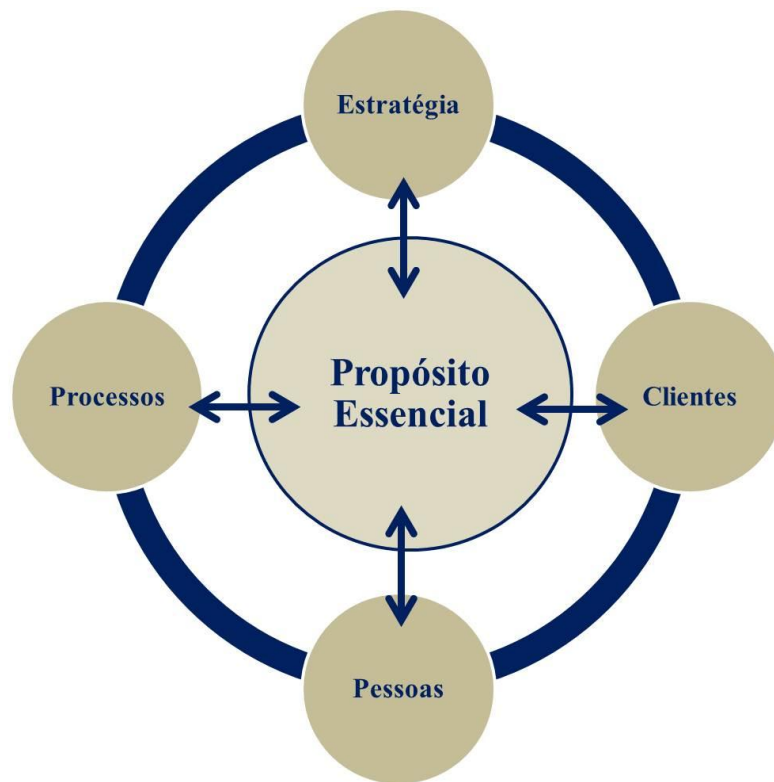 Estratégia
Processos
Propósito
Essencial
Clientes
Pessoas